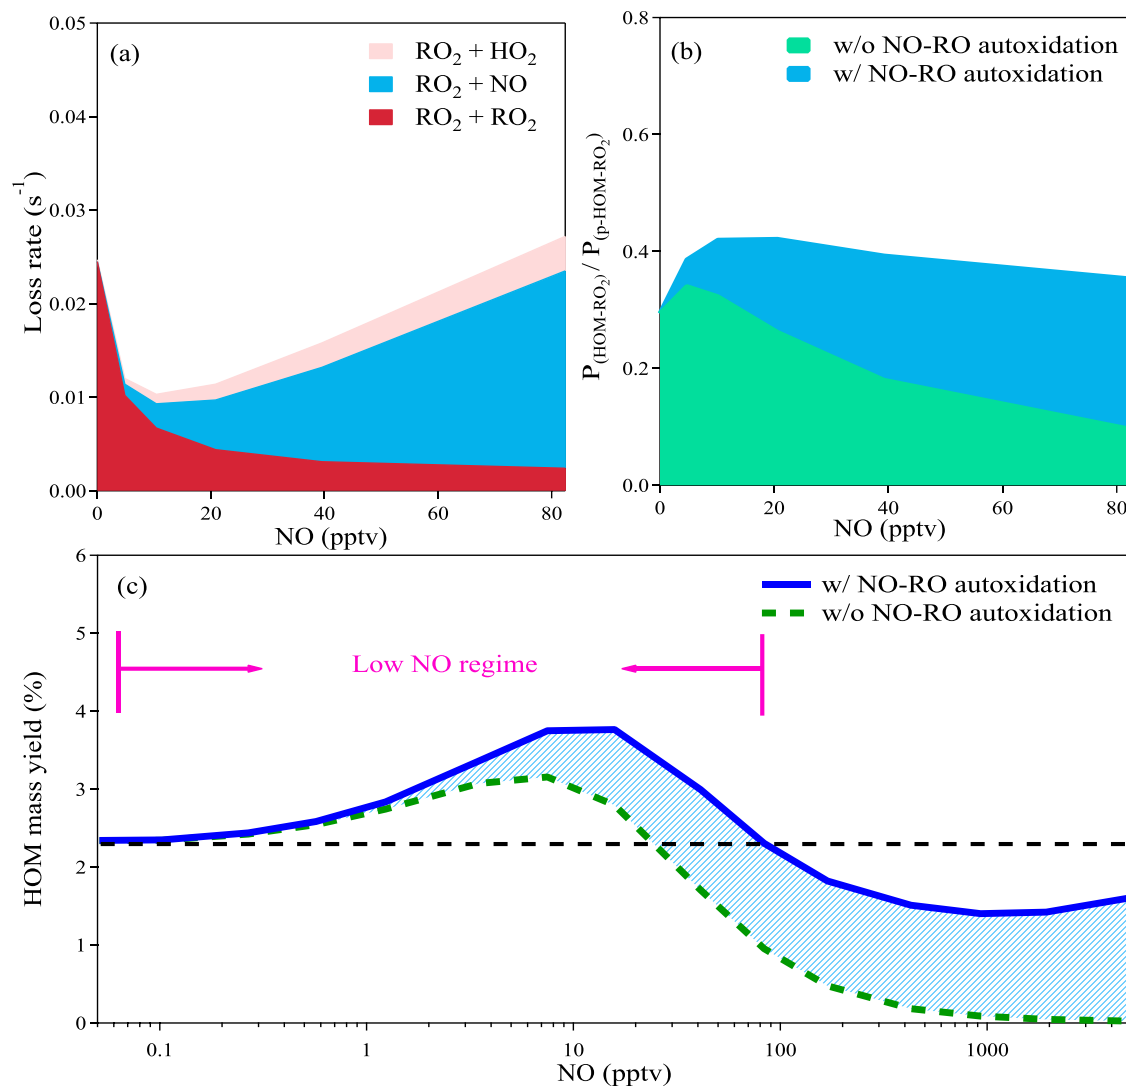 (a)
RO₂ + HO₂
RO₂ + NO
RO₂ + RO₂
Loss rate (s⁻¹)
0.05
0.04
0.03
0.02
0.01
0.00
0 20 40 60 80
NO (pptv)
(b)
w/o NO-RO autoxidation
w/ NO-RO autoxidation
P(HOM-RO₂) / P(p-HOM-RO₂)
0.8
0.6
0.4
0.2
0.0
0 20 40 60 80
NO (pptv)
(c)
w/ NO-RO autoxidation
w/o NO-RO autoxidation
Low NO regime
HOM mass yield (%)
6
5
4
3
2
1
0
0.1 1 10 100 1000
NO (pptv)